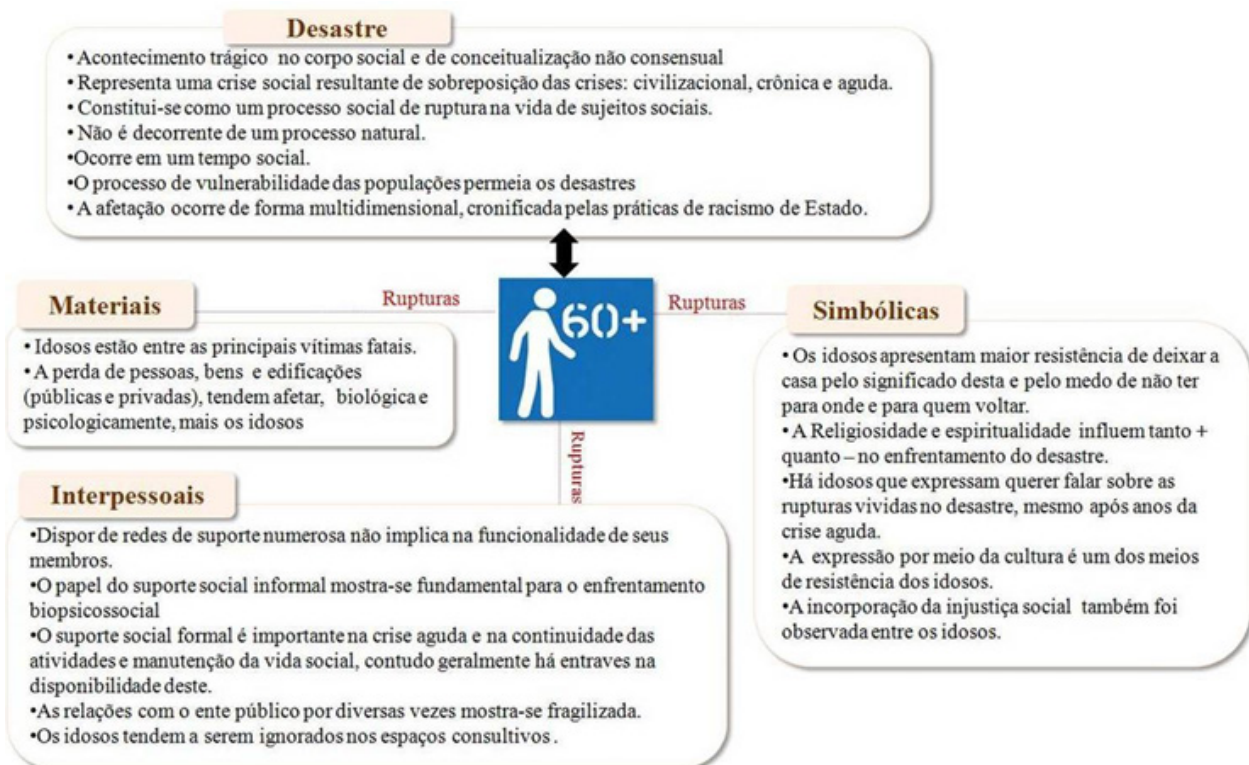 Desastre
• Acontecimento trágico no corpo social e de conceitualização não consensual
• Representa uma crise social resultante de sobreposição das crises: civilizacional, crônica e aguda.
• Constitui-se como um processo social de ruptura na vida de sujeitos sociais.
• Não é decorrente de um processo natural.
•Ocorre em um tempo social.
•O processo de vulnerabilidade das populações permeia os desastres
• A afetação ocorre de forma multidimensional, cronificada pelas práticas de racismo de Estado.
Rupturas
60+
Rupturas
Rupturas
Materiais
• Idosos estão entre as principais vítimas fatais.
• A perda de pessoas, bens e edificações
(públicas e privadas), tendem afetar, biológica e
psicologicamente, mais os idosos
Simbólicas
• Os idosos apresentam maior resistência de deixar a
casa pelo significado desta e pelo medo de não ter
para onde e para quem voltar.
• A Religiosidade e espiritualidade influem tanto +
quanto – no enfrentamento do desastre.
•Há idosos que expressam querer falar sobre as
rupturas vividas no desastre, mesmo após anos da
crise aguda.
•A expressão por meio da cultura é um dos meios
de resistência dos idosos.
•A incorporação da injustiça social também foi
observada entre os idosos.
Interpessoais
•Dispor de redes de suporte numerosa não implica na funcionalidade de seus
membros.
•O papel do suporte social informal mostra-se fundamental para o enfrentamento
biopsicossocial
•O suporte social formal é importante na crise aguda e na continuidade das
atividades e manutenção da vida social, contudo geralmente há entraves na
disponibilidade deste.
•As relações com o ente público por diversas vezes mostra-se fragilizada.
•Os idosos tendem a serem ignorados nos espaços consultivos .